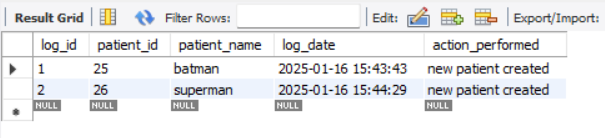 Result Grid Filter Rows: Edit: Export/Import:
log_id patient_id patient_name log_date action_performed
1 25 batman 2025-01-16 15:43:43 new patient created
2 26 superman 2025-01-16 15:44:29 new patient created
NULL NULL NULL NULL NULL